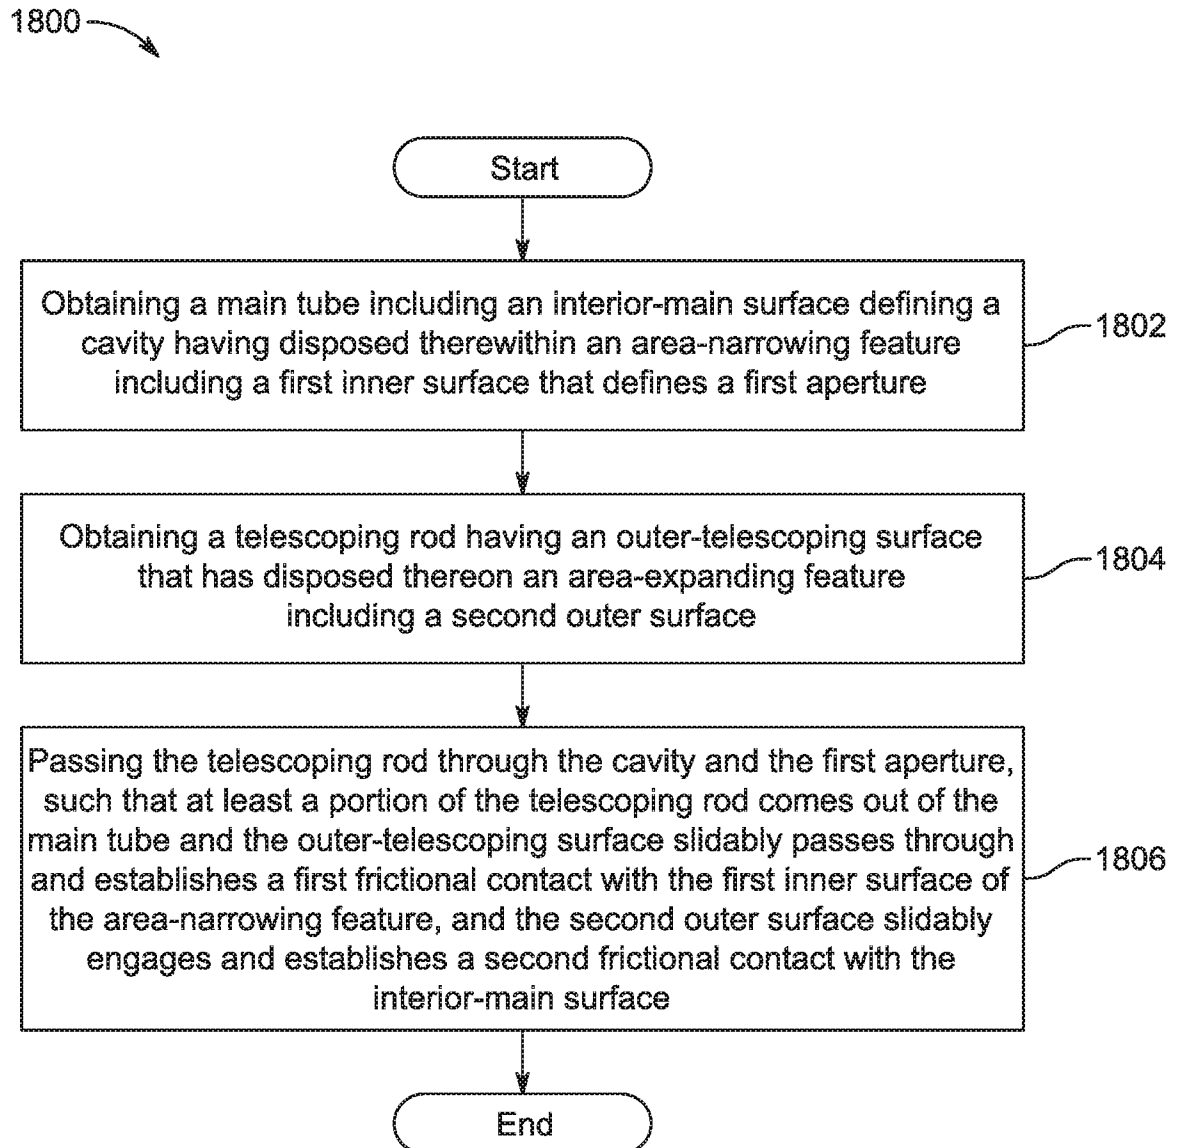 1800
Start
Obtaining a main tube including an interior-main surface defining a
cavity having disposed therewithin an area-narrowing feature
including a first inner surface that defines a first aperture
1802
Obtaining a telescoping rod having an outer-telescoping surface
that has disposed thereon an area-expanding feature
including a second outer surface
1804
Passing the telescoping rod through the cavity and the first aperture,
such that at least a portion of the telescoping rod comes out of the
main tube and the outer-telescoping surface slidably passes through
and establishes a first frictional contact with the first inner surface of
the area-narrowing feature, and the second outer surface slidably
engages and establishes a second frictional contact with the
interior-main surface
1806
End